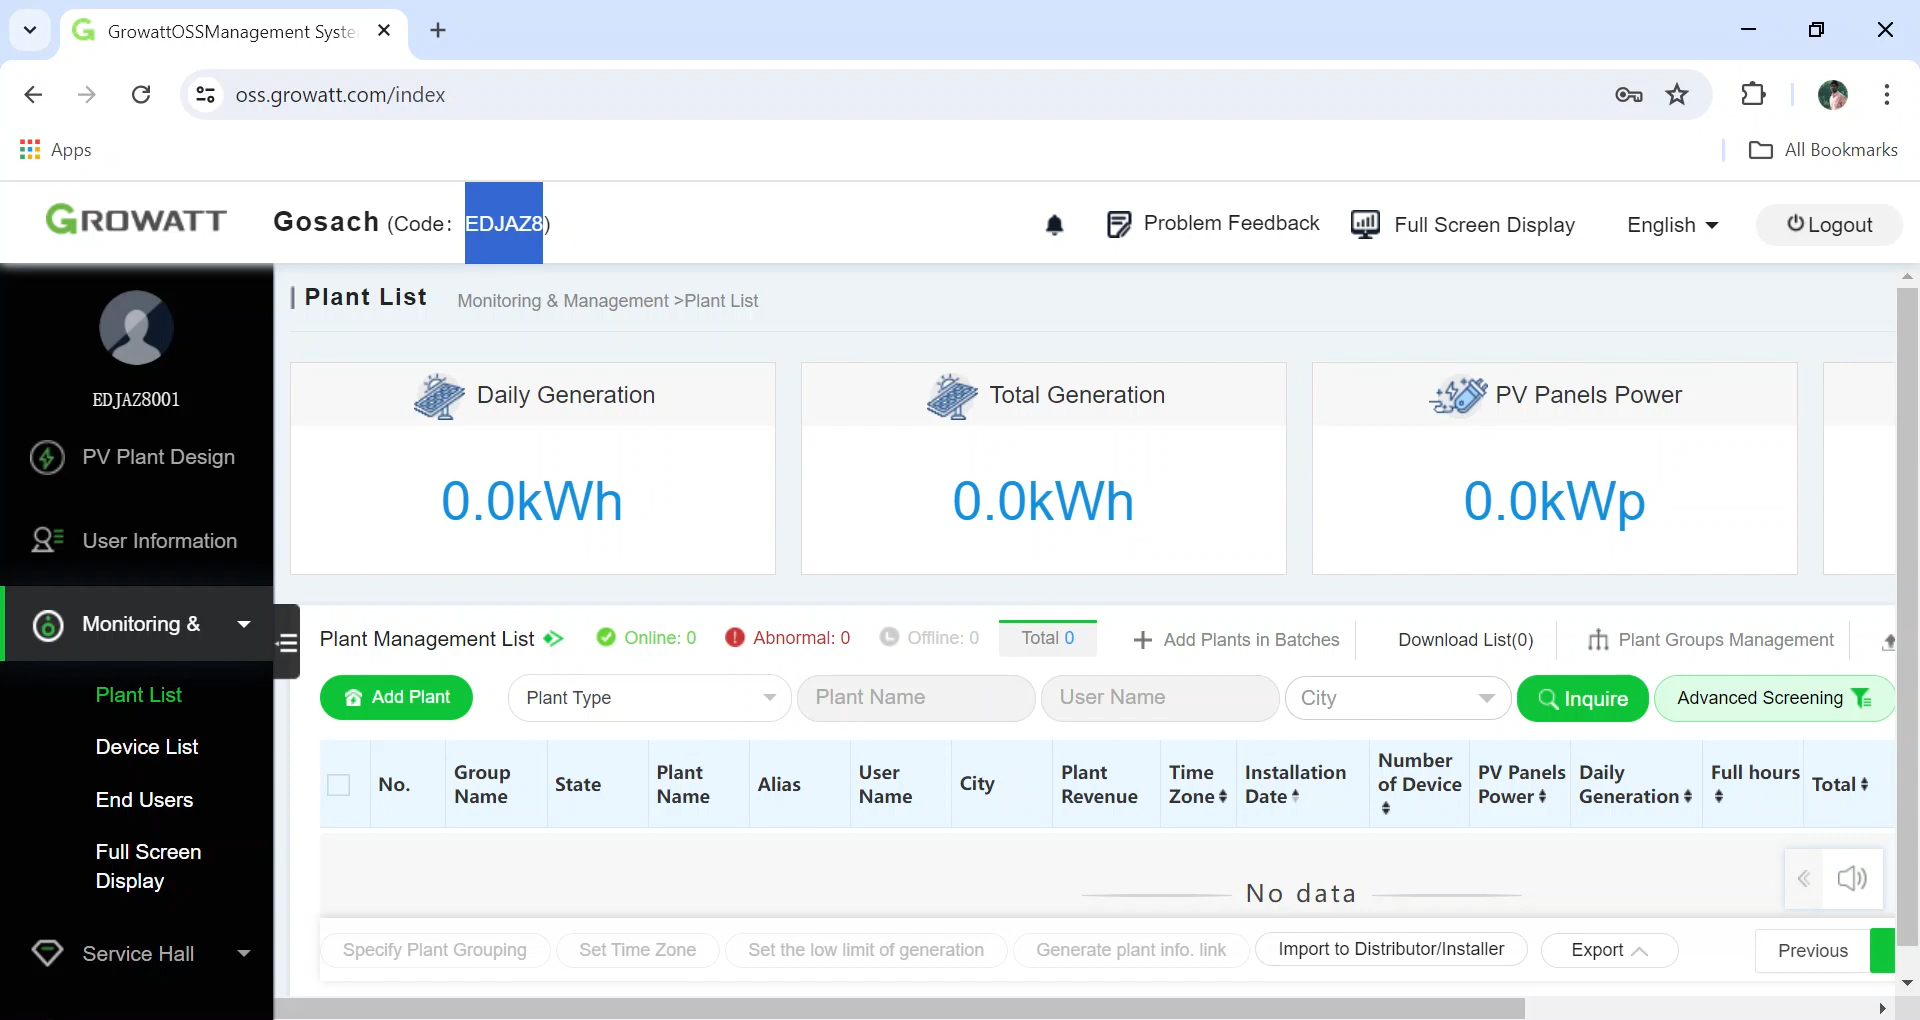 GrowattOSSManagement Syste
oss.growatt.com/index
Apps
All Bookmarks
GROWATT
Gosach (Code: EDJAZ8)
Problem Feedback
Full Screen Display
English
Logout
EDJAZ8001
PV Plant Design
User Information
Monitoring &
Plant List
Device List
End Users
Full Screen
Display
Service Hall
Plant List
Monitoring & Management >Plant List
Daily Generation
Total Generation
PV Panels Power
0.0kWh
0.0kWh
0.0kWp
Plant Management List
Online: 0
Abnormal: 0
Offline: 0
Total 0
Add Plants in Batches
Download List(0)
Plant Groups Management
Add Plant
Plant Type
Plant Name
User Name
City
Inquire
Advanced Screening
No.
Group
Name
State
Plant
Name
Alias
User
Name
City
Plant
Revenue
Time
Zone
Installation
Date
Number
of Device
PV Panels
Power
Daily
Generation
Full hours
Total
No data
Specify Plant Grouping
Set Time Zone
Set the low limit of generation
Generate plant info. link
Import to Distributor/Installer
Export
Previous